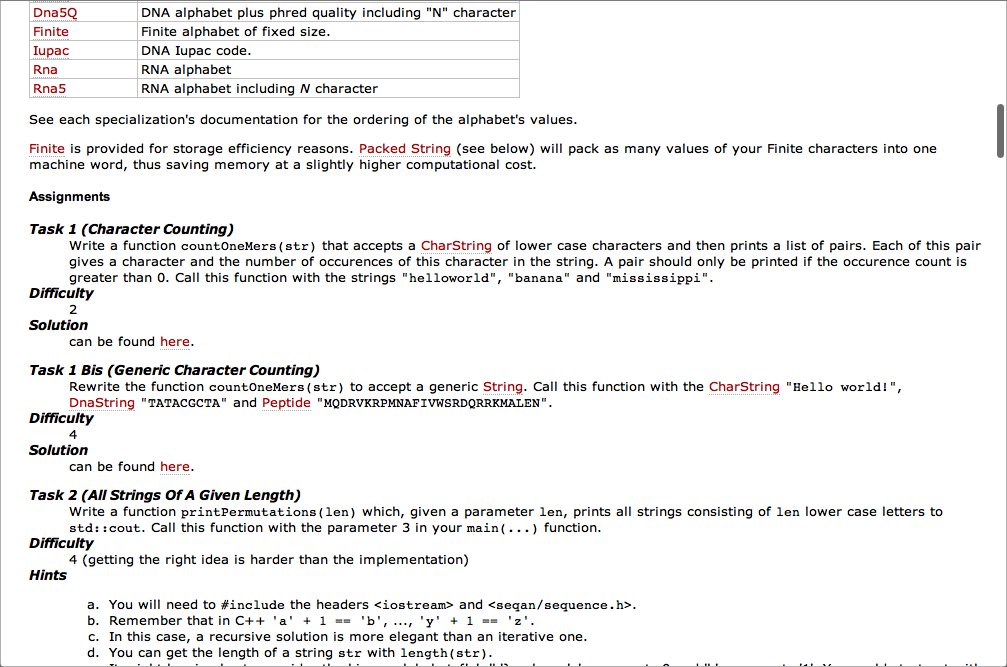 Dna5Q DNA alphabet plus phred quality including "N" character
Finite Finite alphabet of fixed size.
Iupac DNA Iupac code.
Rna RNA alphabet
Rna5 RNA alphabet including N character
See each specialization's documentation for the ordering of the alphabet's values.
Finite is provided for storage efficiency reasons. Packed String (see below) will pack as many values of your Finite characters into one
machine word, thus saving memory at a slightly higher computational cost.
Assignments
Task 1 (Character Counting)
Write a function countOneMers(str) that accepts a CharString of lower case characters and then prints a list of pairs. Each of this pair
gives a character and the number of occurences of this character in the string. A pair should only be printed if the occurence count is
greater than 0. Call this function with the strings "helloworld", "banana" and "mississippi".
Difficulty
2
Solution
can be found here.
Task 1 Bis (Generic Character Counting)
Rewrite the function countOneMers(str) to accept a generic String. Call this function with the CharString "Hello world!",
DnaString "TATACGCTA" and Peptide "MQDRVKRPMNAFIVWSRDQRRKMALEN".
Difficulty
4
Solution
can be found here.
Task 2 (All Strings Of A Given Length)
Write a function printPermutations(len) which, given a parameter len, prints all strings consisting of len lower case letters to
std::cout. Call this function with the parameter 3 in your main(...) function.
Difficulty
4 (getting the right idea is harder than the implementation)
Hints
a. You will need to #include the headers <iostream> and <seqan/sequence.h>.
b. Remember that in C++ 'a' + 1 == 'b', ..., 'y' + 1 == 'z'.
c. In this case, a recursive solution is more elegant than an iterative one.
d. You can get the length of a string str with length(str).